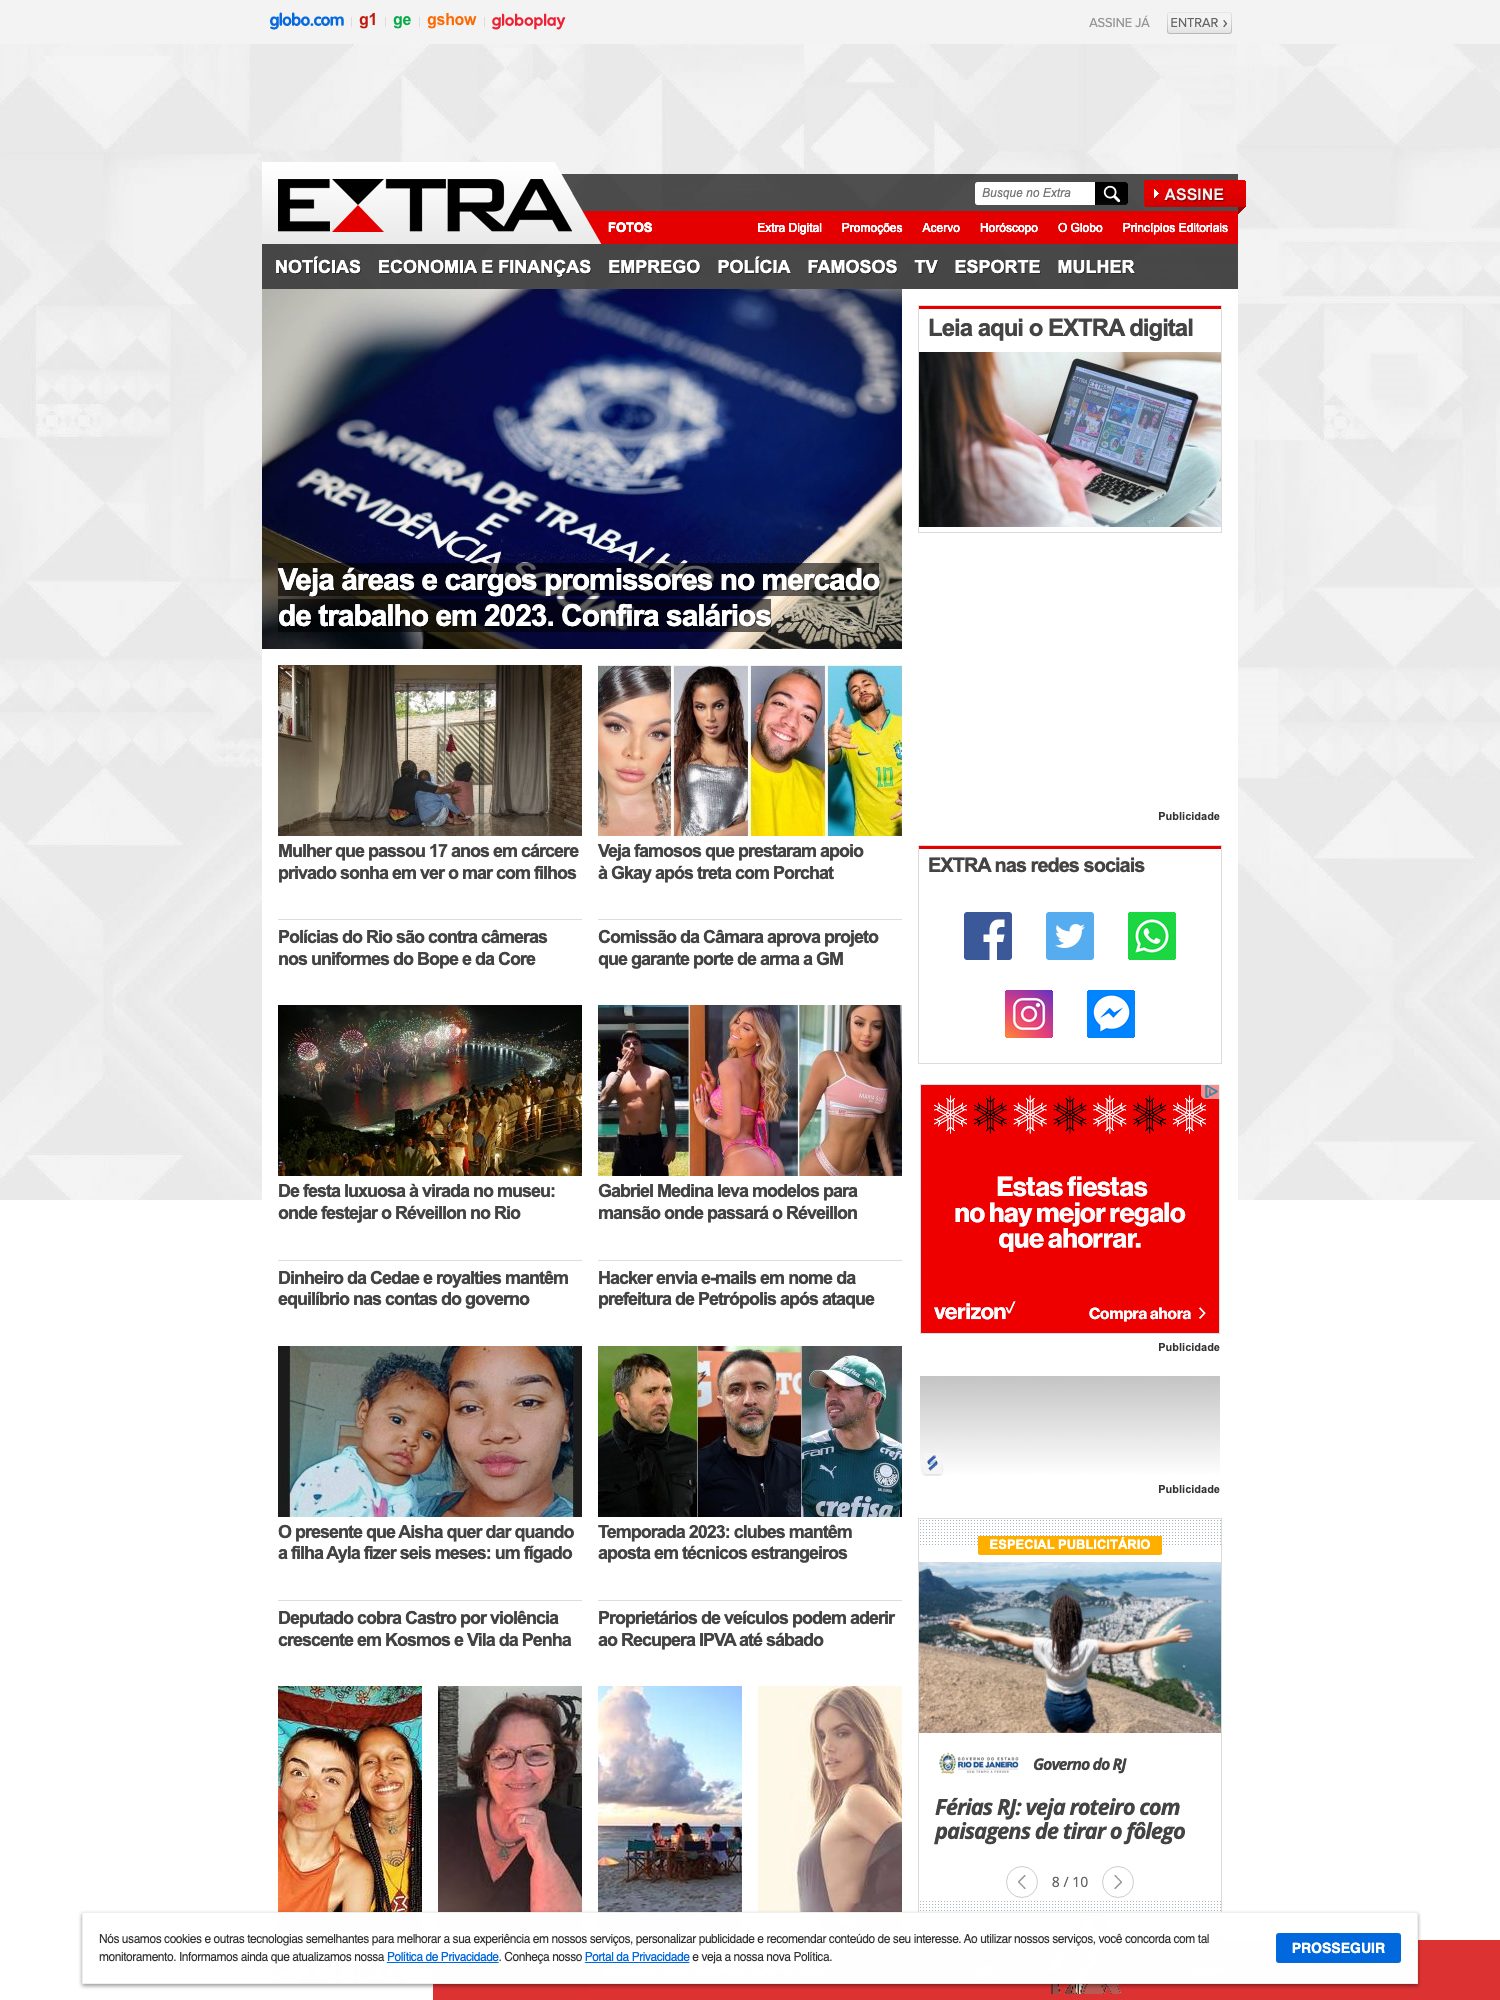 globo.com g1 ge gshow globoplay
ASSINE JÁ ENTRAR
EXTRA
Busque no Extra
ASSINE
FOTOS
Extra Digital Promoções Acervo Horóscopo O Globo Princípios Editoriais
NOTÍCIAS ECONOMIA E FINANÇAS EMPREGO POLÍCIA FAMOSOS TV ESPORTE MULHER
CARTEIRA DE TRABALHO
E
PREVIDÊNCIA SOCIAL
Veja áreas e cargos promissores no mercado
de trabalho em 2023. Confira salários
Leia aqui o EXTRA digital
Publicidade
Mulher que passou 17 anos em cárcere
privado sonha em ver o mar com filhos
Veja famosos que prestaram apoio
à Gkay após treta com Porchat
Polícias do Rio são contra câmeras
nos uniformes do Bope e da Core
Comissão da Câmara aprova projeto
que garante porte de arma a GM
EXTRA nas redes sociais
De festa luxuosa à virada no museu:
onde festejar o Réveillon no Rio
Gabriel Medina leva modelos para
mansão onde passará o Réveillon
Dinheiro da Cedae e royalties mantêm
equilíbrio nas contas do governo
Hacker envia e-mails em nome da
prefeitura de Petrópolis após ataque
Estas fiestas
no hay mejor regalo
que ahorrar.
verizon
Compra ahora
Publicidade
Publicidade
crefisa
O presente que Aisha quer dar quando
a filha Ayla fizer seis meses: um fígado
Temporada 2023: clubes mantêm
aposta em técnicos estrangeiros
Deputado cobra Castro por violência
crescente em Kosmos e Vila da Penha
Proprietários de veículos podem aderir
ao Recupera IPVA até sábado
ESPECIAL PUBLICITÁRIO
GOVERNO DO ESTADO
RIO DE JANEIRO
Governo do RJ
Férias RJ: veja roteiro com
paisagens de tirar o fôlego
8 / 10
Nós usamos cookies e outras tecnologias semelhantes para melhorar a sua experiência em nossos serviços, personalizar publicidade e recomendar conteúdo de seu interesse. Ao utilizar nossos serviços, você concorda com tal
monitoramento. Informamos ainda que atualizamos nossa Política de Privacidade. Conheça nosso Portal da Privacidade e veja a nossa nova Política.
PROSSEGUIR